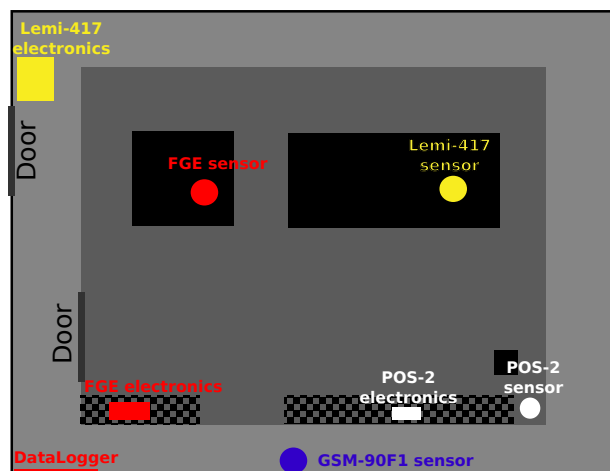 Lemi-417
electronics
Door
Lemi-417
sensor
FGE sensor
Door
POS-2
sensor
POS-2
electronics
FGE electronics
DataLogger
GSM-90F1 sensor